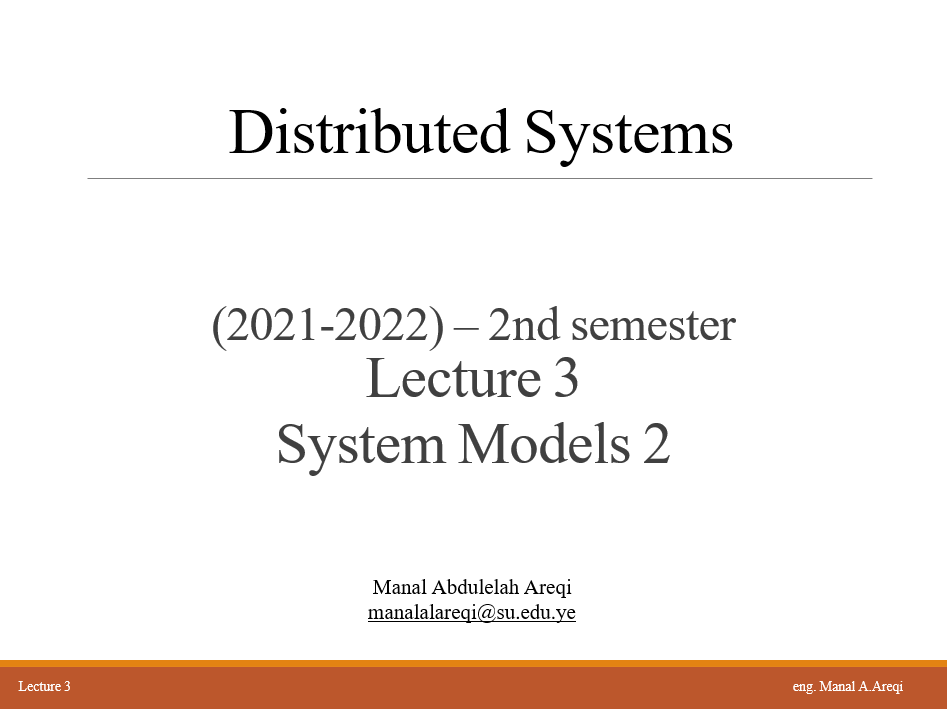 Distributed Systems
(2021-2022) – 2nd semester
Lecture 3
System Models 2
Manal Abdulelah Areqi
manalalareqi@su.edu.ye
Lecture 3
eng. Manal A.Areqi